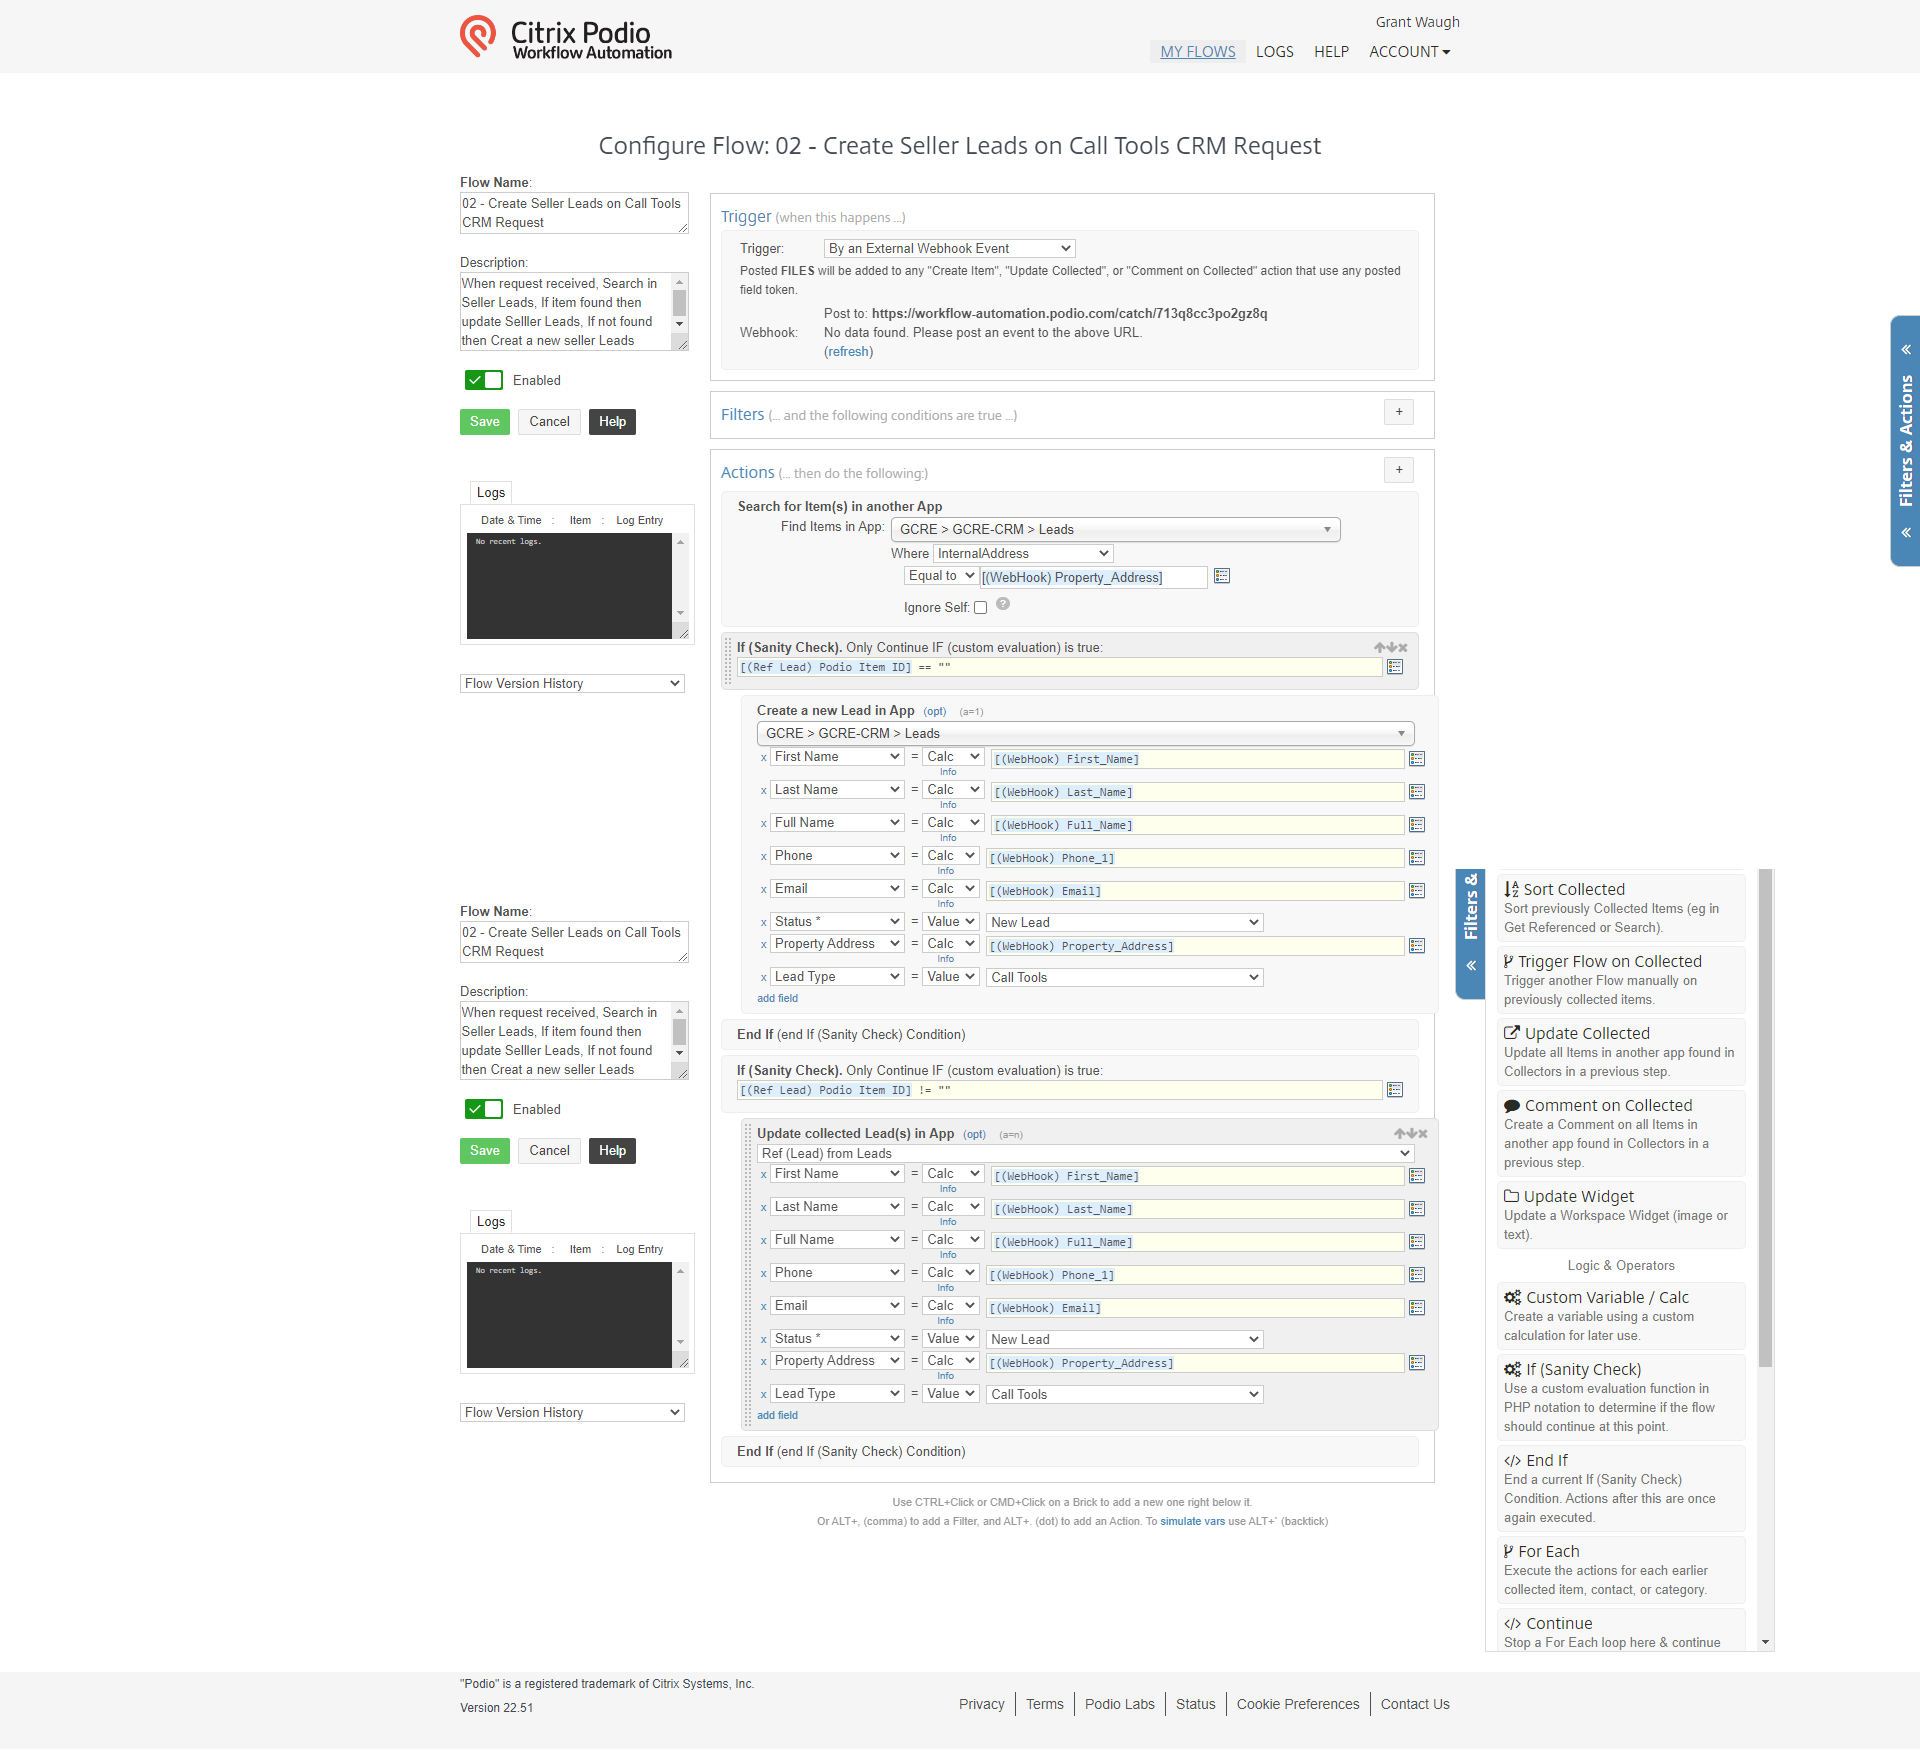 Citrix Podio
Workflow Automation
Grant Waugh
MY FLOWS LOGS HELP ACCOUNT
Configure Flow: 02 - Create Seller Leads on Call Tools CRM Request
Flow Name:
02 - Create Seller Leads on Call Tools
CRM Request
Description:
When request received, Search in
Seller Leads, If item found then
update Selller Leads, If not found
then Creat a new seller Leads
Enabled
Save Cancel Help
Logs
Date & Time : Item : Log Entry
No recent logs.
Flow Version History
Trigger (when this happens ...)
Trigger: By an External Webhook Event
Posted FILES will be added to any "Create Item", "Update Collected", or "Comment on Collected" action that use any posted
field token.
Post to: https://workflow-automation.podio.com/catch/713q8cc3po2gz8q
Webhook: No data found. Please post an event to the above URL.
(refresh)
Filters (... and the following conditions are true ...)
+
Actions (... then do the following:)
+
Search for Item(s) in another App
Find Items in App: GCRE > GCRE-CRM > Leads
Where InternalAddress
Equal to [(WebHook) Property_Address]
Ignore Self: ?
If (Sanity Check). Only Continue IF (custom evaluation) is true:
[(Ref Lead) Podio Item ID] == ""
Create a new Lead in App (opt) (a=1)
GCRE > GCRE-CRM > Leads
x First Name = Calc [(WebHook) First_Name]
Info
x Last Name = Calc [(WebHook) Last_Name]
Info
x Full Name = Calc [(WebHook) Full_Name]
Info
x Phone = Calc [(WebHook) Phone_1]
Info
x Email = Calc [(WebHook) Email]
Info
x Status * = Value New Lead
x Property Address = Calc [(WebHook) Property_Address]
Info
x Lead Type = Value Call Tools
add field
End If (end If (Sanity Check) Condition)
If (Sanity Check). Only Continue IF (custom evaluation) is true:
[(Ref Lead) Podio Item ID] != ""
Update collected Lead(s) in App (opt) (a=n)
Ref (Lead) from Leads
x First Name = Calc [(WebHook) First_Name]
Info
x Last Name = Calc [(WebHook) Last_Name]
Info
x Full Name = Calc [(WebHook) Full_Name]
Info
x Phone = Calc [(WebHook) Phone_1]
Info
x Email = Calc [(WebHook) Email]
Info
x Status * = Value New Lead
x Property Address = Calc [(WebHook) Property_Address]
Info
x Lead Type = Value Call Tools
add field
End If (end If (Sanity Check) Condition)
Use CTRL+Click or CMD+Click on a Brick to add a new one right below it.
Or ALT+, (comma) to add a Filter, and ALT+. (dot) to add an Action. To simulate vars use ALT+` (backtick)
Flow Name:
02 - Create Seller Leads on Call Tools
CRM Request
Description:
When request received, Search in
Seller Leads, If item found then
update Selller Leads, If not found
then Creat a new seller Leads
Enabled
Save Cancel Help
Logs
Date & Time : Item : Log Entry
No recent logs.
Flow Version History
« Filters & Actions «
« Filters &
Sort Collected
Sort previously Collected Items (eg in
Get Referenced or Search).
Trigger Flow on Collected
Trigger another Flow manually on
previously collected items.
Update Collected
Update all Items in another app found in
Collectors in a previous step.
Comment on Collected
Create a Comment on all Items in
another app found in Collectors in a
previous step.
Update Widget
Update a Workspace Widget (image or
text).
Logic & Operators
Custom Variable / Calc
Create a variable using a custom
calculation for later use.
If (Sanity Check)
Use a custom evaluation function in
PHP notation to determine if the flow
should continue at this point.
</> End If
End a current If (Sanity Check)
Condition. Actions after this are once
again executed.
For Each
Execute the actions for each earlier
collected item, contact, or category.
</> Continue
Stop a For Each loop here & continue
"Podio" is a registered trademark of Citrix Systems, Inc.
Version 22.51
Privacy Terms Podio Labs Status Cookie Preferences Contact Us